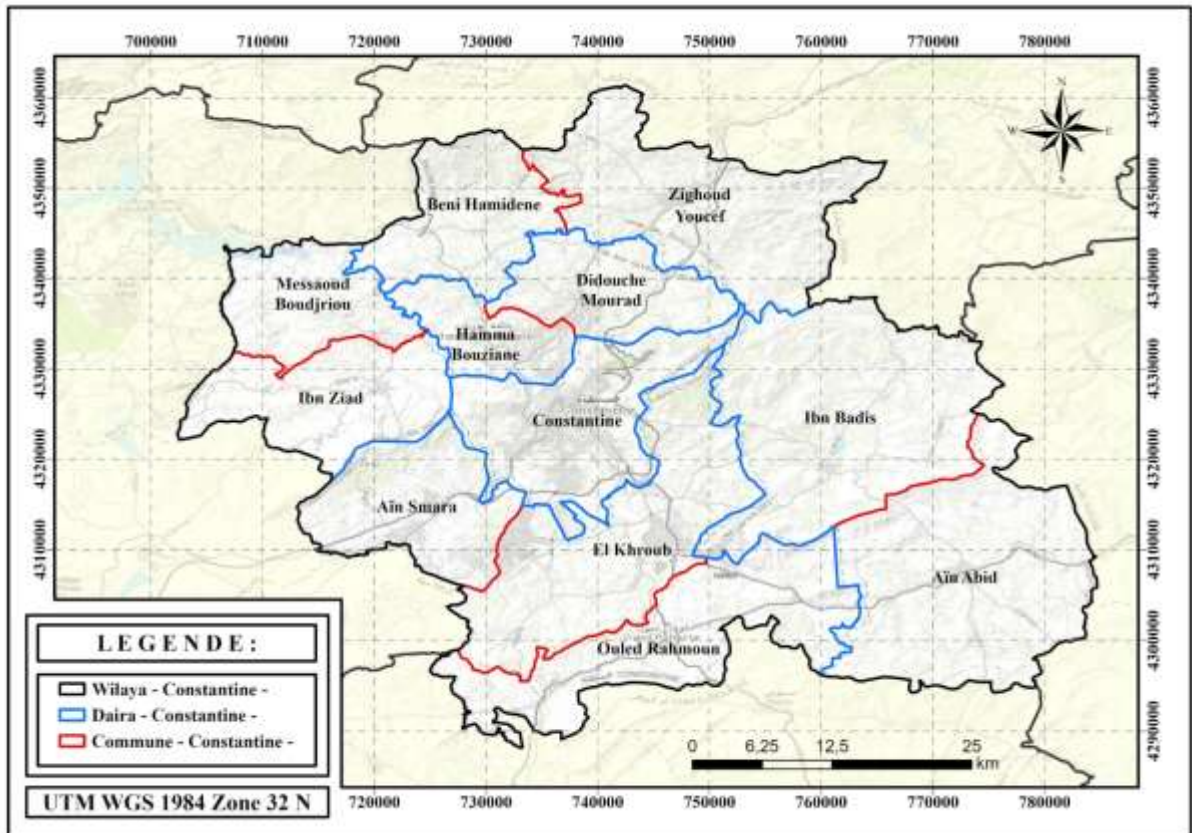 700000 710000 720000 730000 740000 750000 760000 770000 780000
4360000 4350000 4340000 4330000 4320000 4310000 4300000 4290000
4360000 4350000 4340000 4330000 4320000 4310000
N
W E
S
Beni Hamidene
Zighoud
Youcef
Messaoud
Boudjriou
Didouche
Mourad
Hamma
Bouziane
Ibn Ziad
Constantine
Ibn Badis
Aïn Smara
El Khroub
Aïn Abid
Ouled Rahmoun
LEGENDE :
Wilaya - Constantine -
Daira - Constantine -
Commune - Constantine -
UTM WGS 1984 Zone 32 N
0 6,25 12,5 25
km
720000 730000 740000 750000 760000 770000 780000